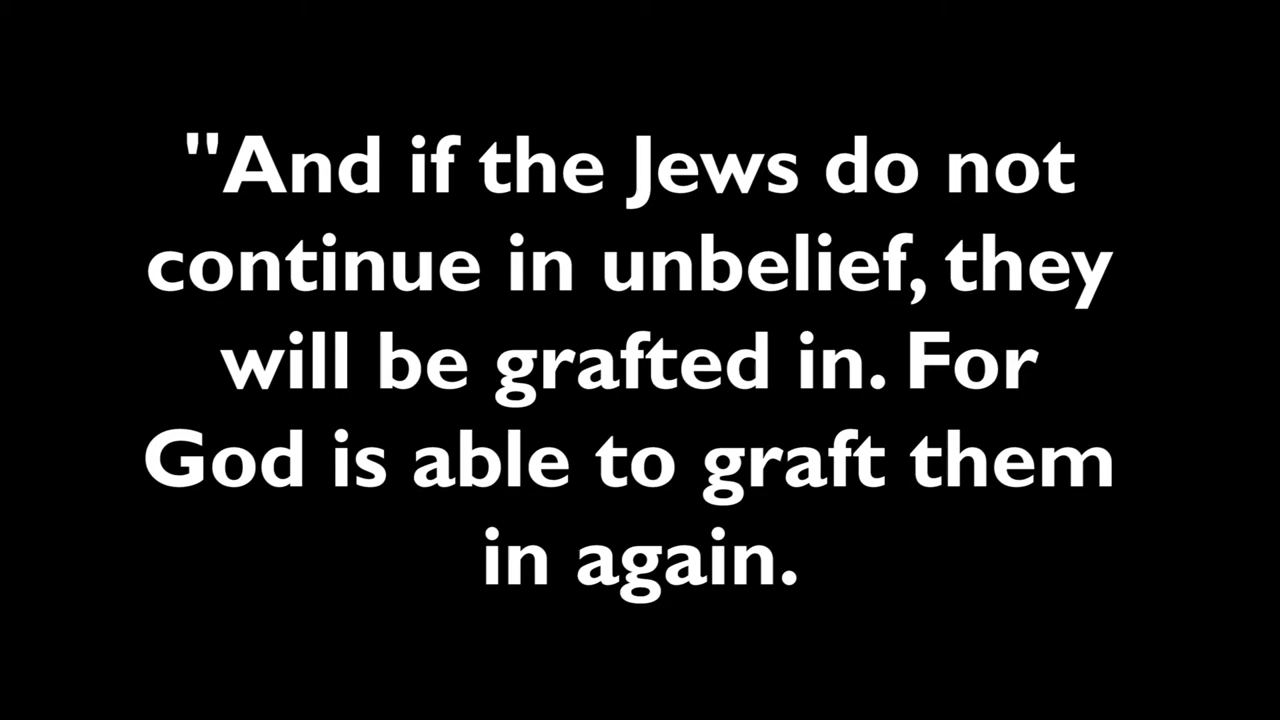 "And if the Jews do not
continue in unbelief, they
will be grafted in. For
God is able to graft them
in again.